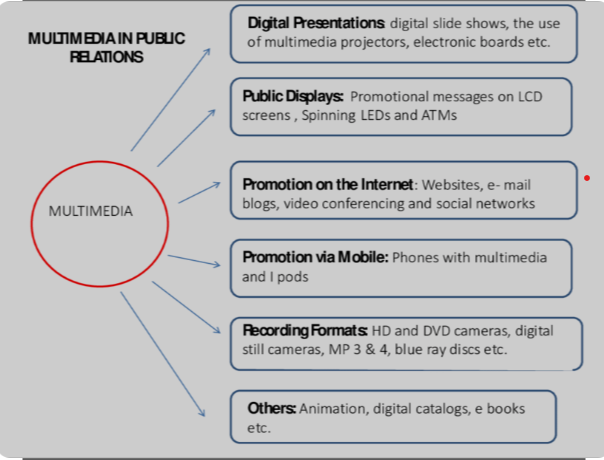 MULTIMEDIA IN PUBLIC
RELATIONS
MULTIMEDIA
Digital Presentations: digital slide shows, the use
of multimedia projectors, electronic boards etc.
Public Displays: Promotional messages on LCD
screens , Spinning LEDs and ATMs
Promotion on the Internet: Websites, e- mail
blogs, video conferencing and social networks
Promotion via Mobile: Phones with multimedia
and I pods
Recording Formats: HD and DVD cameras, digital
still cameras, MP 3 & 4, blue ray discs etc.
Others: Animation, digital catalogs, e books
etc.